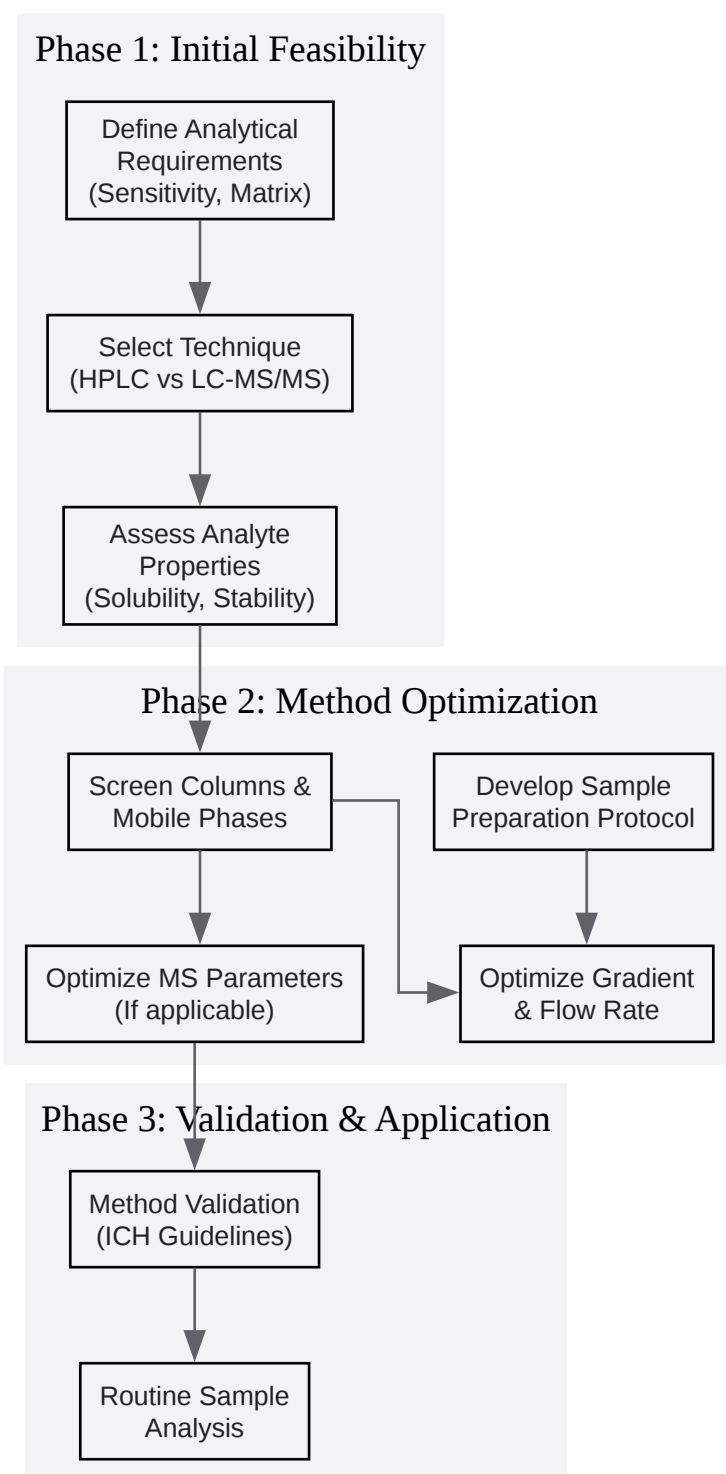 Phase 1: Initial Feasibility
Define Analytical
Requirements
(Sensitivity, Matrix)
Select Technique
(HPLC vs LC-MS/MS)
Assess Analyte
Properties
(Solubility, Stability)
Phase 2: Method Optimization
Screen Columns &
Mobile Phases
Develop Sample
Preparation Protocol
Optimize MS Parameters
(If applicable)
Optimize Gradient
& Flow Rate
Phase 3: Validation & Application
Method Validation
(ICH Guidelines)
Routine Sample
Analysis